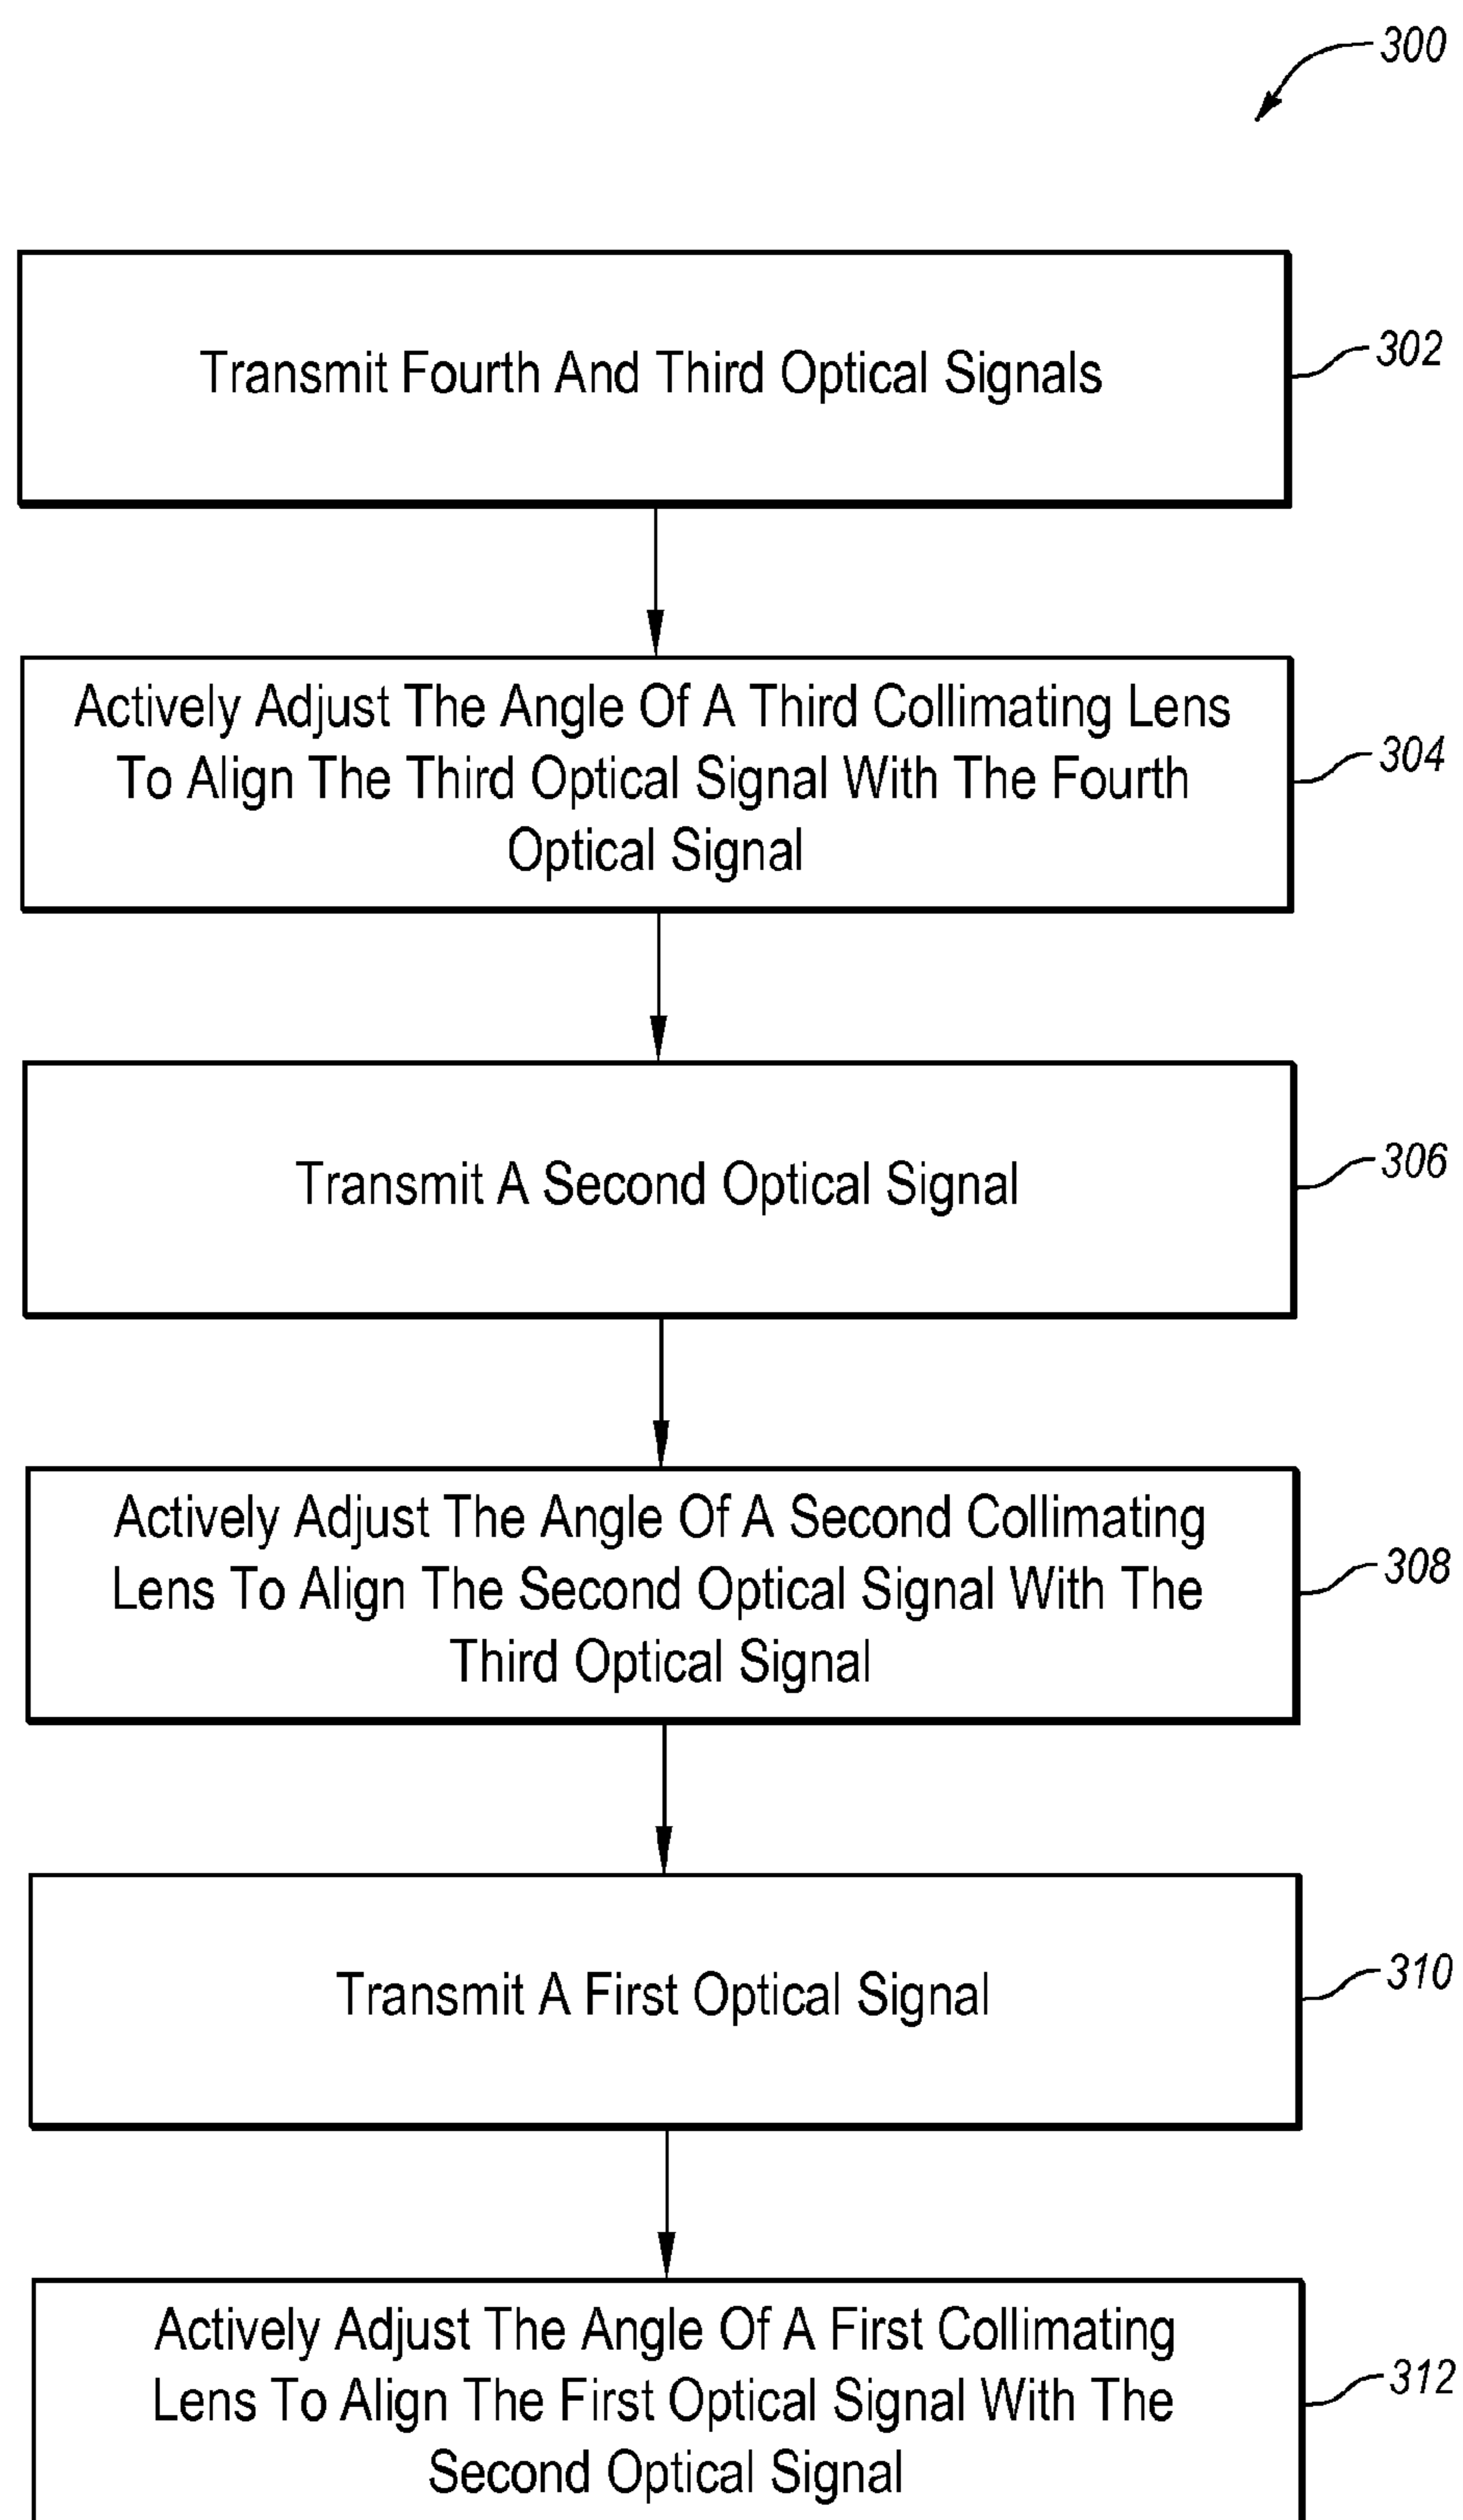 300
Transmit Fourth And Third Optical Signals
302
Actively Adjust The Angle Of A Third Collimating Lens
To Align The Third Optical Signal With The Fourth
Optical Signal
304
Transmit A Second Optical Signal
306
Actively Adjust The Angle Of A Second Collimating
Lens To Align The Second Optical Signal With The
Third Optical Signal
308
Transmit A First Optical Signal
310
Actively Adjust The Angle Of A First Collimating
Lens To Align The First Optical Signal With The
Second Optical Signal
312